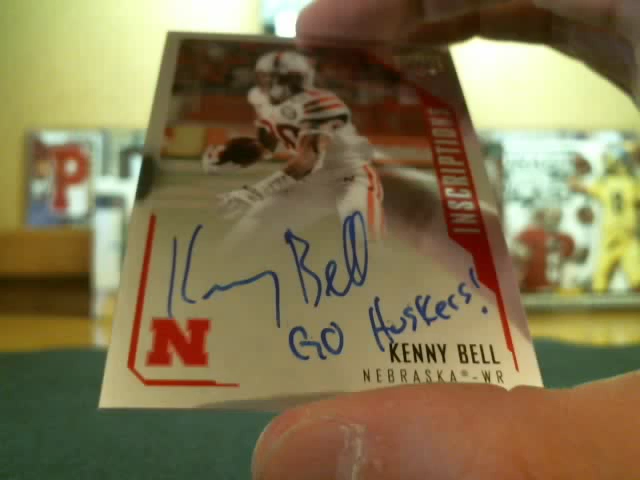 INSCRIPTIONS
Kenny Bell
GO Huskers!
N
KENNY BELL
NEBRASKA® - WR
P